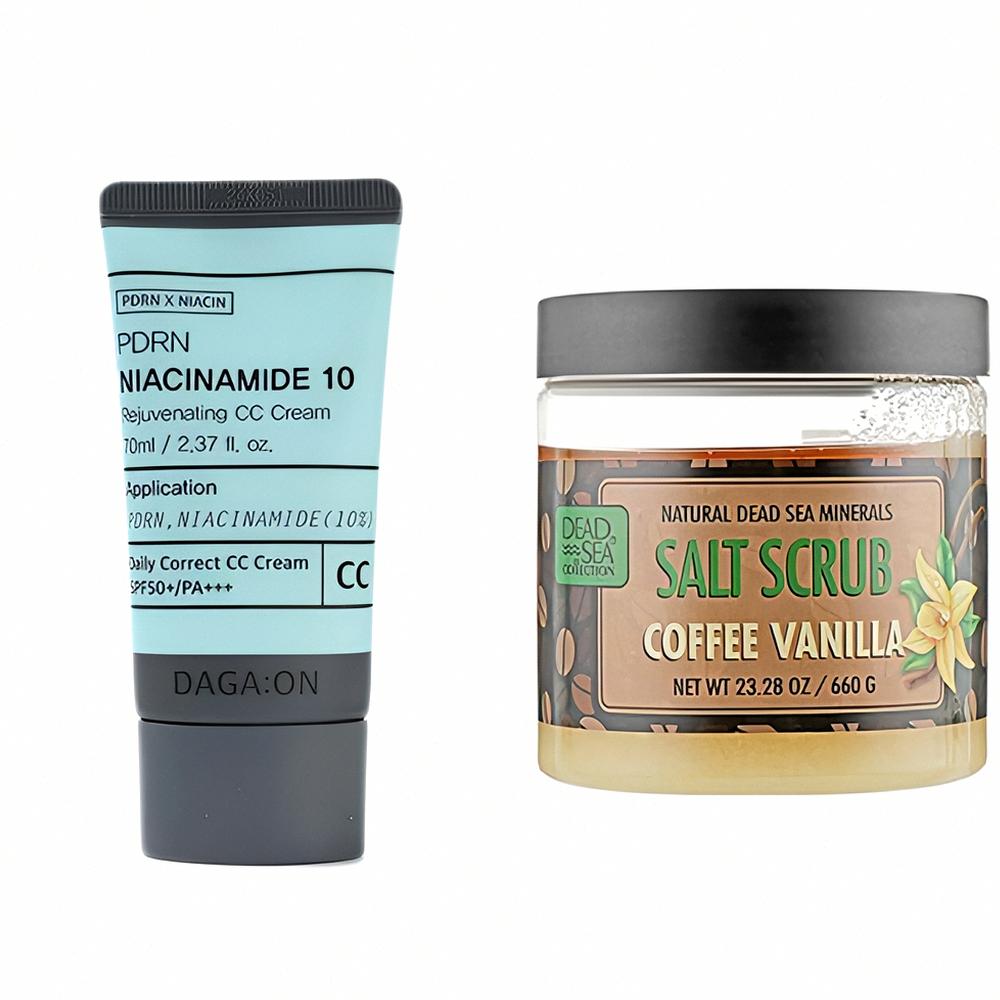 PDRN X NIACIN
PDRN
NIACINAMIDE 10
Rejuvenating CC Cream
70ml / 2.37 fl. oz.
Application
PDRN, NIACINAMIDE(10%)
Daily Correct CC Cream
SPF50+/PA+++
CC
DAGA:ON
DEAD
SEA
COLLECTION
NATURAL DEAD SEA MINERALS
SALT SCRUB
COFFEE VANILLA
NET WT 23.28 OZ / 660 G